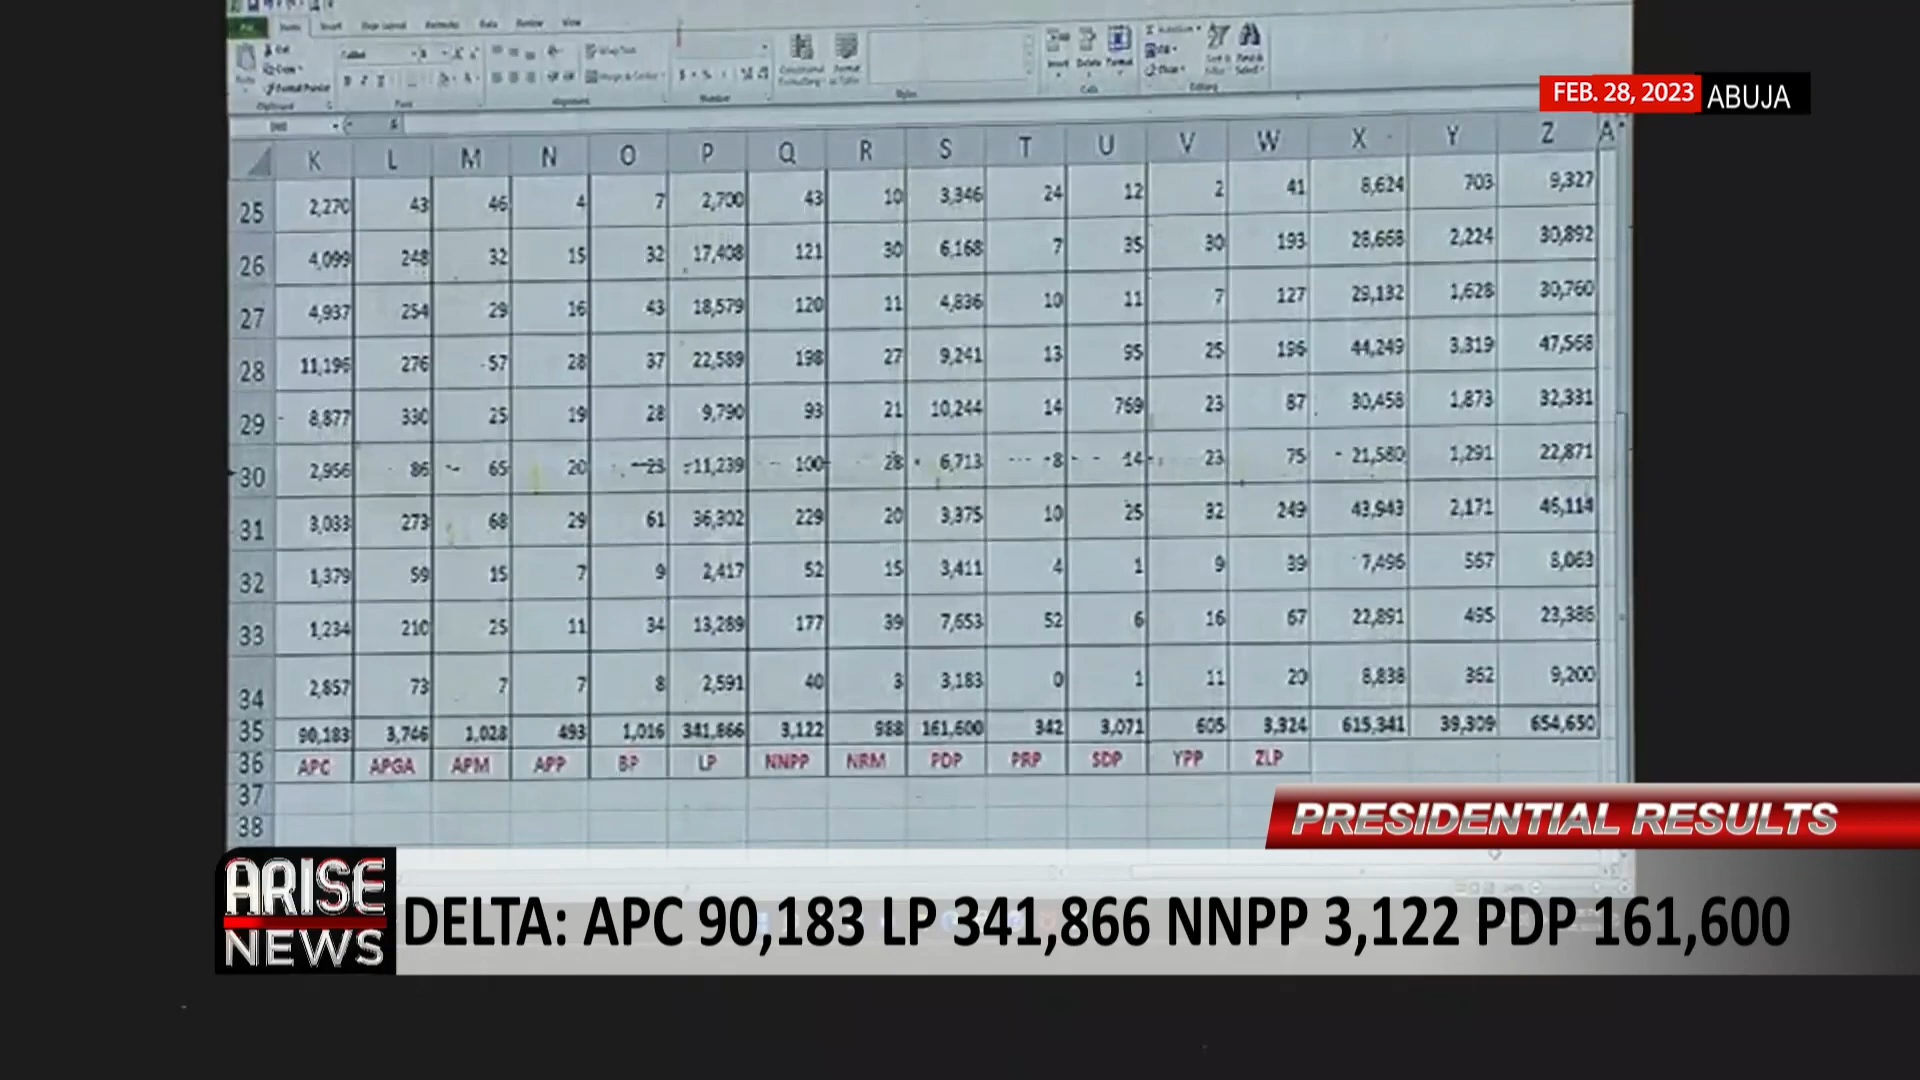 FEB. 28, 2023 ABUJA
K L M N O P Q R S T U V W X Y Z A
25 2,270 43 46 4 7 2,700 43 10 3,346 24 12 2 41 8,624 703 9,327
26 4,099 248 32 15 32 17,408 121 30 6,168 7 35 30 193 28,668 2,224 30,892
27 4,937 254 29 16 43 18,579 120 11 4,836 10 11 7 127 29,132 1,628 30,760
28 11,196 276 57 28 37 22,589 198 27 9,241 13 95 25 196 44,249 3,319 47,568
29 8,877 330 25 19 28 9,790 93 21 10,244 14 769 23 87 30,458 1,873 32,331
30 2,956 86 65 20 23 11,239 100 28 6,713 8 14 23 75 21,580 1,291 22,871
31 3,033 273 68 29 61 36,302 229 20 3,375 10 25 32 249 43,943 2,171 46,114
32 1,379 59 15 7 9 2,417 52 15 3,411 4 1 9 39 7,496 567 8,063
33 1,234 210 25 11 34 13,289 177 39 7,653 52 6 16 67 22,891 495 23,386
34 2,857 73 7 7 8 2,591 40 3 3,183 0 1 11 20 8,838 362 9,200
35 90,183 3,746 1,028 493 1,016 341,866 3,122 988 161,600 342 3,071 605 3,324 615,341 39,309 654,650
36 APC APGA APM APP BP LP NNPP NRM PDP PRP SDP YPP ZLP
37
38
PRESIDENTIAL RESULTS
ARISE
NEWS
DELTA: APC 90,183 LP 341,866 NNPP 3,122 PDP 161,600